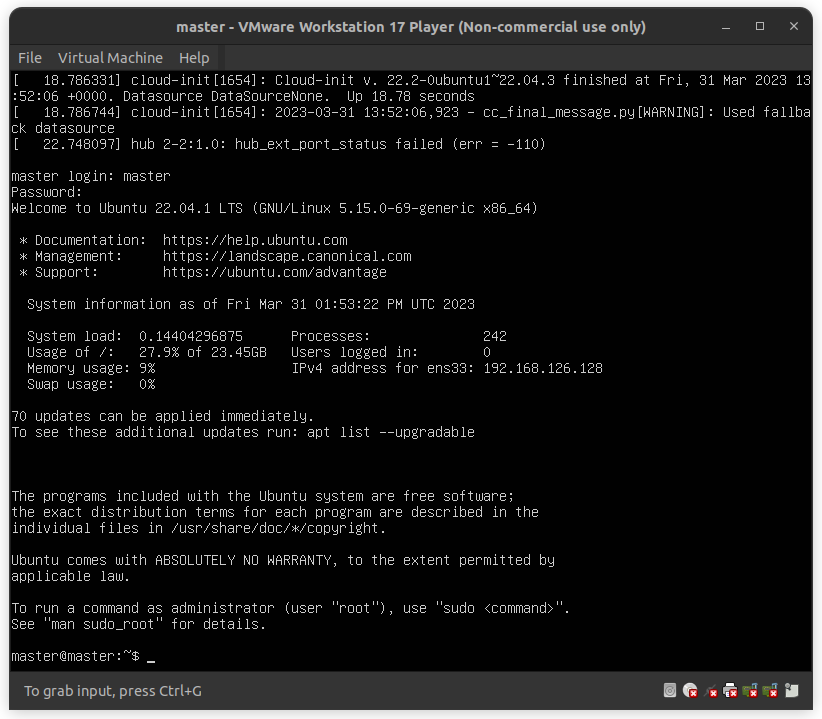 master - VMware Workstation 17 Player (Non-commercial use only)
File Virtual Machine Help
[   18.786331] cloud-init[1654]: Cloud-init v. 22.2-0ubuntu1~22.04.3 finished at Fri, 31 Mar 2023 13
:52:06 +0000. Datasource DataSourceNone.  Up 18.78 seconds
[   18.786744] cloud-init[1654]: 2023-03-31 13:52:06,923 - cc_final_message.py[WARNING]: Used fallba
ck datasource
[   22.748097] hub 2-2:1.0: hub_ext_port_status failed (err = -110)
master login: master
Password:
Welcome to Ubuntu 22.04.1 LTS (GNU/Linux 5.15.0-69-generic x86_64)
 * Documentation:  https://help.ubuntu.com
 * Management:     https://landscape.canonical.com
 * Support:        https://ubuntu.com/advantage
  System information as of Fri Mar 31 01:53:22 PM UTC 2023
  System load:  0.14404296875      Processes:              242
  Usage of /:   27.9% of 23.45GB   Users logged in:        0
  Memory usage: 9%                 IPv4 address for ens33: 192.168.126.128
  Swap usage:   0%
70 updates can be applied immediately.
To see these additional updates run: apt list --upgradable
The programs included with the Ubuntu system are free software;
the exact distribution terms for each program are described in the
individual files in /usr/share/doc/*/copyright.
Ubuntu comes with ABSOLUTELY NO WARRANTY, to the extent permitted by
applicable law.
To run a command as administrator (user "root"), use "sudo <command>".
See "man sudo_root" for details.
master@master:~$ _
To grab input, press Ctrl+G